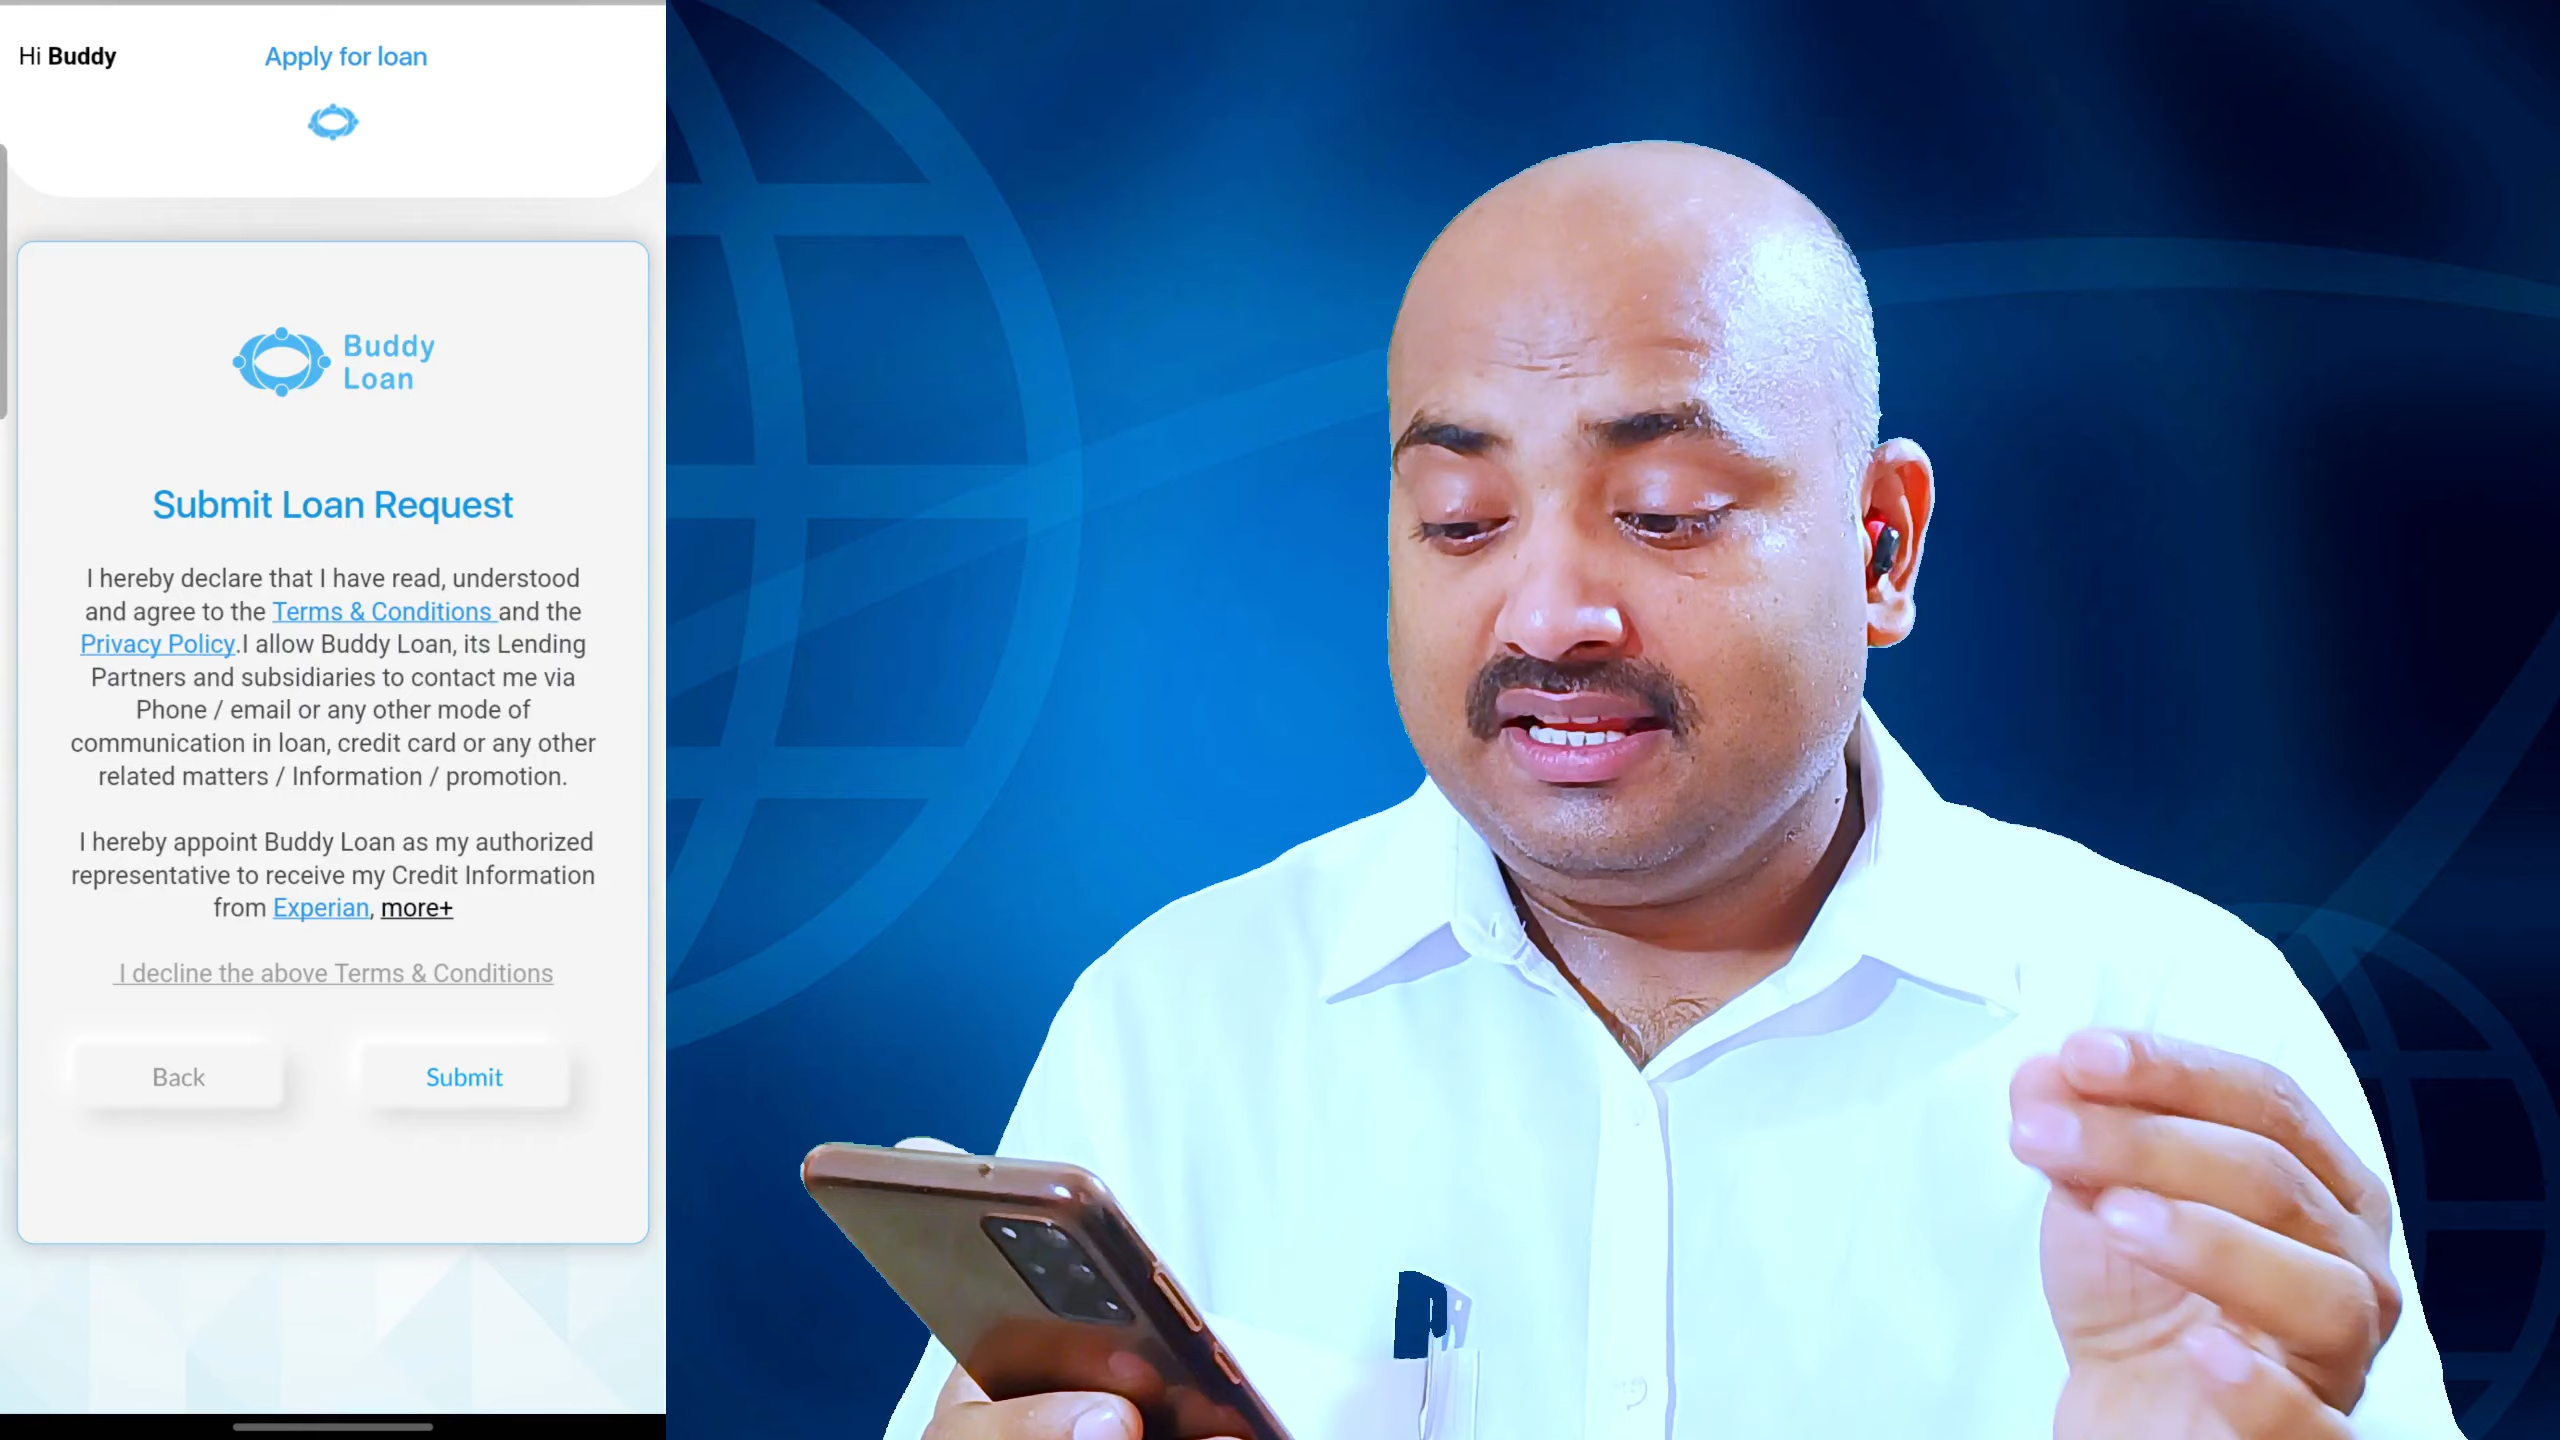 Hi Buddy
Apply for loan
Buddy
Loan
Submit Loan Request
I hereby declare that I have read, understood
and agree to the Terms & Conditions and the
Privacy Policy.I allow Buddy Loan, its Lending
Partners and subsidiaries to contact me via
Phone / email or any other mode of
communication in loan, credit card or any other
related matters / Information / promotion.
I hereby appoint Buddy Loan as my authorized
representative to receive my Credit Information
from Experian, more+
I decline the above Terms & Conditions
Back
Submit